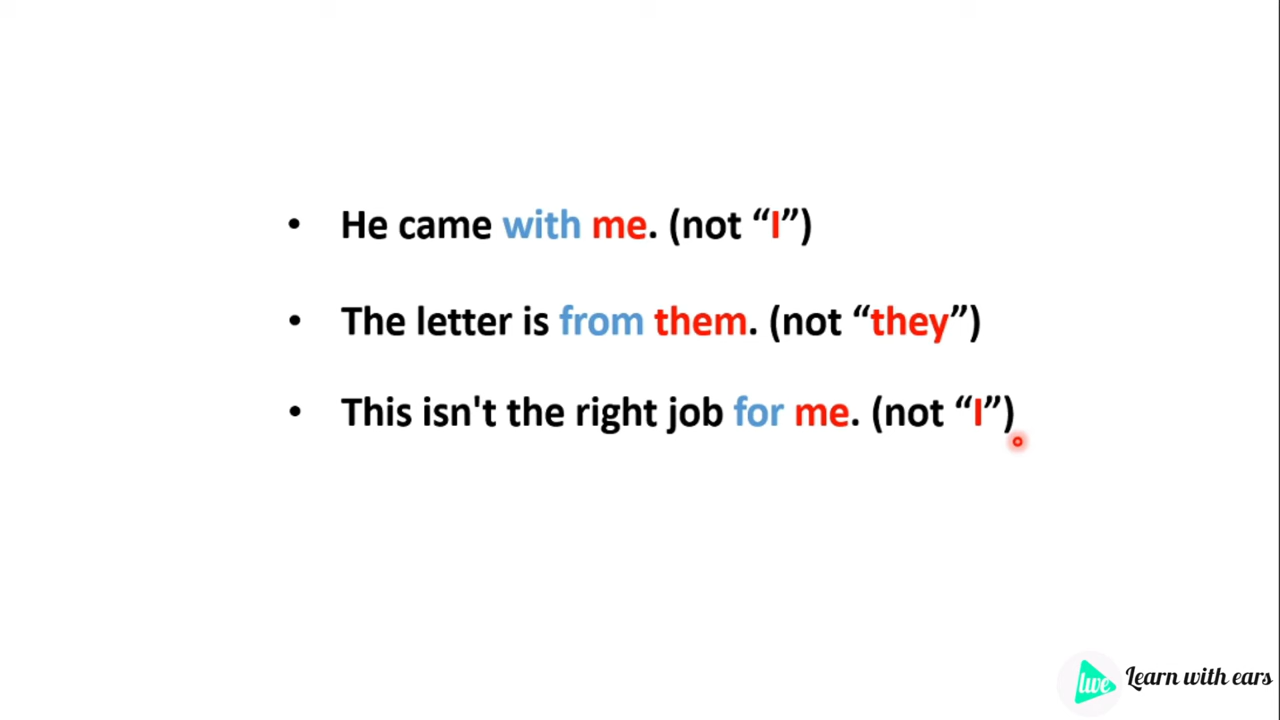 • He came with me. (not “I”)
• The letter is from them. (not “they”)
• This isn't the right job for me. (not “I”)
lwe Learn with ears